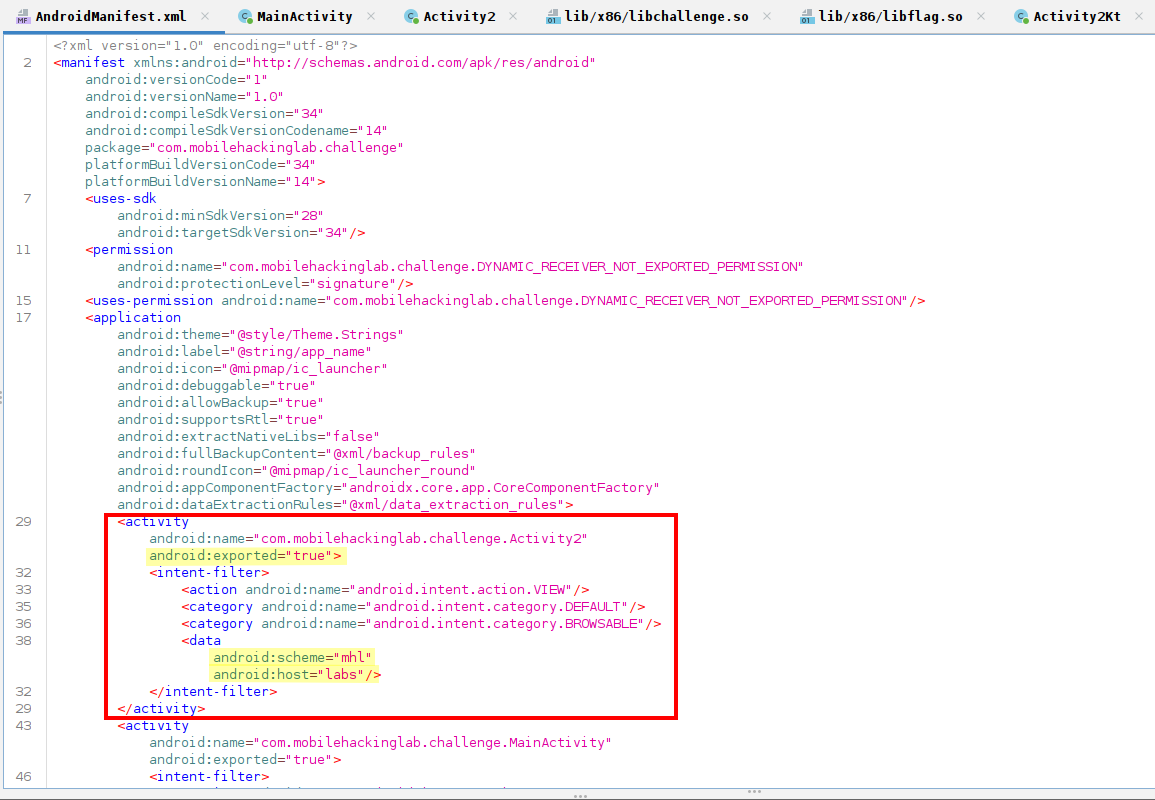 AndroidManifest.xml MainActivity Activity2 lib/x86/libchallenge.so lib/x86/libflag.so Activity2Kt
<?xml version="1.0" encoding="utf-8"?>
2 <manifest xmlns:android="http://schemas.android.com/apk/res/android"
android:versionCode="1"
android:versionName="1.0"
android:compileSdkVersion="34"
android:compileSdkVersionCodename="14"
package="com.mobilehackinglab.challenge"
platformBuildVersionCode="34"
platformBuildVersionName="14">
7 <uses-sdk
android:minSdkVersion="28"
android:targetSdkVersion="34"/>
11 <permission
android:name="com.mobilehackinglab.challenge.DYNAMIC_RECEIVER_NOT_EXPORTED_PERMISSION"
android:protectionLevel="signature"/>
15 <uses-permission android:name="com.mobilehackinglab.challenge.DYNAMIC_RECEIVER_NOT_EXPORTED_PERMISSION"/>
17 <application
android:theme="@style/Theme.Strings"
android:label="@string/app_name"
android:icon="@mipmap/ic_launcher"
android:debuggable="true"
android:allowBackup="true"
android:supportsRtl="true"
android:extractNativeLibs="false"
android:fullBackupContent="@xml/backup_rules"
android:roundIcon="@mipmap/ic_launcher_round"
android:appComponentFactory="androidx.core.app.CoreComponentFactory"
android:dataExtractionRules="@xml/data_extraction_rules">
29 <activity
android:name="com.mobilehackinglab.challenge.Activity2"
android:exported="true">
32 <intent-filter>
33 <action android:name="android.intent.action.VIEW"/>
35 <category android:name="android.intent.category.DEFAULT"/>
36 <category android:name="android.intent.category.BROWSABLE"/>
38 <data
android:scheme="mhl"
android:host="labs"/>
32 </intent-filter>
29 </activity>
43 <activity
android:name="com.mobilehackinglab.challenge.MainActivity"
android:exported="true">
46 <intent-filter>